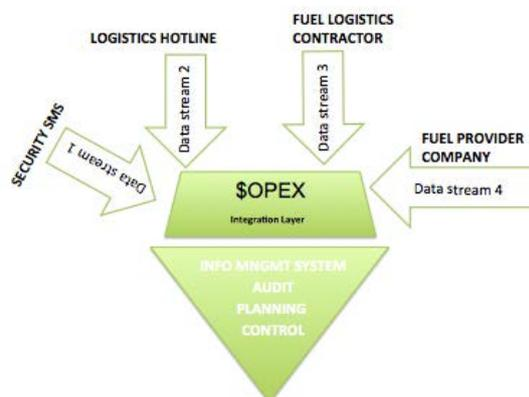 LOGISTICS HOTLINE
FUEL LOGISTICS
CONTRACTOR
SECURITY SMS
Data stream 1
Data stream 2
Data stream 3
FUEL PROVIDER
COMPANY
Data stream 4
$OPEX
Integration Layer
INFO MNGMT SYSTEM
AUDIT
PLANNING
CONTROL